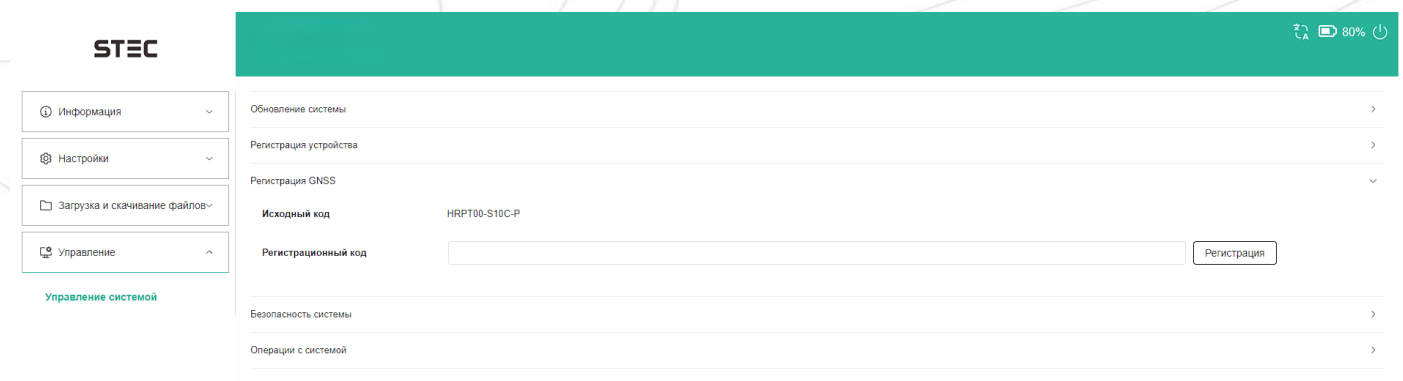 STEC
80%
Информация
Настройки
Загрузка и скачивание файлов
Управление
Управление системой
Обновление системы
Регистрация устройства
Регистрация GNSS
Исходный код HRPT00-S10C-P
Регистрационный код Регистрация
Безопасность системы
Операции с системой